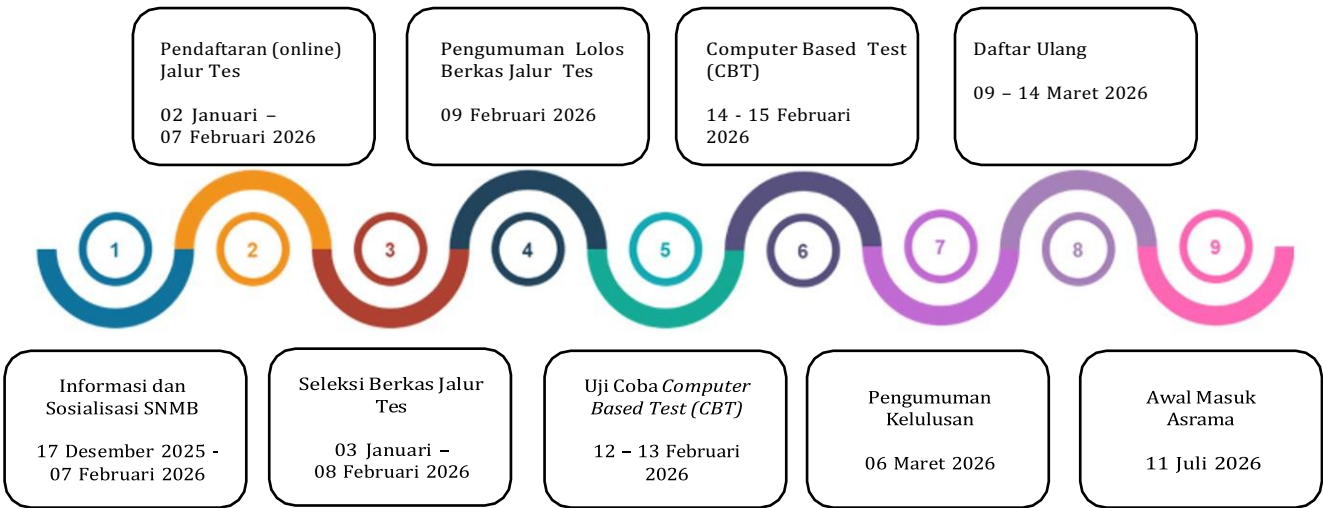 Pendaftaran (online)
Jalur Tes
02 Januari –
07 Februari 2026
Pengumuman Lolos
Berkas Jalur Tes
09 Februari 2026
Computer Based Test
(CBT)
14 - 15 Februari
2026
Daftar Ulang
09 – 14 Maret 2026
1
2
3
4
5
6
7
8
9
Informasi dan
Sosialisasi SNMB
17 Desember 2025 -
07 Februari 2026
Seleksi Berkas Jalur
Tes
03 Januari –
08 Februari 2026
Uji Coba Computer
Based Test (CBT)
12 – 13 Februari
2026
Pengumuman
Kelulusan
06 Maret 2026
Awal Masuk
Asrama
11 Juli 2026